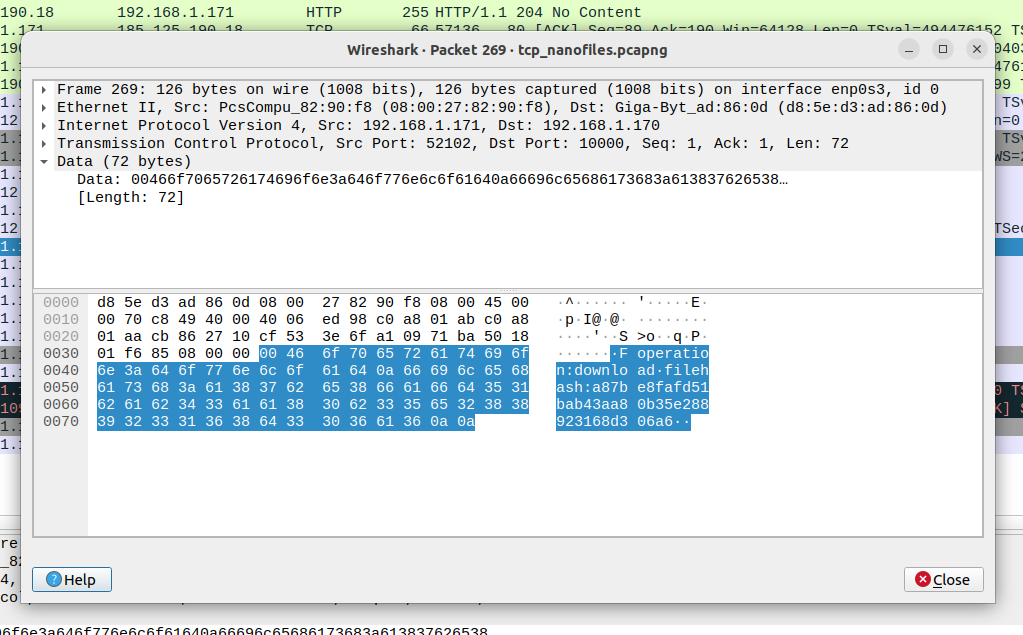 190.18 192.168.1.171 HTTP 255 HTTP/1.1 204 No Content
Wireshark · Packet 269 · tcp_nanofiles.pcapng
Frame 269: 126 bytes on wire (1008 bits), 126 bytes captured (1008 bits) on interface enp0s3, id 0
Ethernet II, Src: PcsCompu_82:90:f8 (08:00:27:82:90:f8), Dst: Giga-Byt_ad:86:0d (d8:5e:d3:ad:86:0d)
Internet Protocol Version 4, Src: 192.168.1.171, Dst: 192.168.1.170
Transmission Control Protocol, Src Port: 52102, Dst Port: 10000, Seq: 1, Ack: 1, Len: 72
Data (72 bytes)
Data: 00466f7065726174696f6e3a646f776e6c6f61640a66696c65686173683a613837626538…
[Length: 72]
0000 d8 5e d3 ad 86 0d 08 00 27 82 90 f8 08 00 45 00 ·^······ '·····E·
0010 00 70 c8 49 40 00 40 06 ed 98 c0 a8 01 ab c0 a8 ·p·I@·@· ········
0020 01 aa cb 86 27 10 cf 53 3e 6f a1 09 71 ba 50 18 ····'··S >o··q·P·
0030 01 f6 85 08 00 00 00 46 6f 70 65 72 61 74 69 6f ·······F operatio
0040 6e 3a 64 6f 77 6e 6c 6f 61 64 0a 66 69 6c 65 68 n:downlo ad·fileh
0050 61 73 68 3a 61 38 37 62 65 38 66 61 66 64 35 31 ash:a87b e8fafd51
0060 62 61 62 34 33 61 61 38 30 62 33 35 65 32 38 38 bab43aa8 0b35e288
0070 39 32 33 31 36 38 64 33 30 36 61 36 0a 0a 923168d3 06a6··
Help
Close
6f6e3a646f776e6c6f61640a66696c65686173683a613837626538